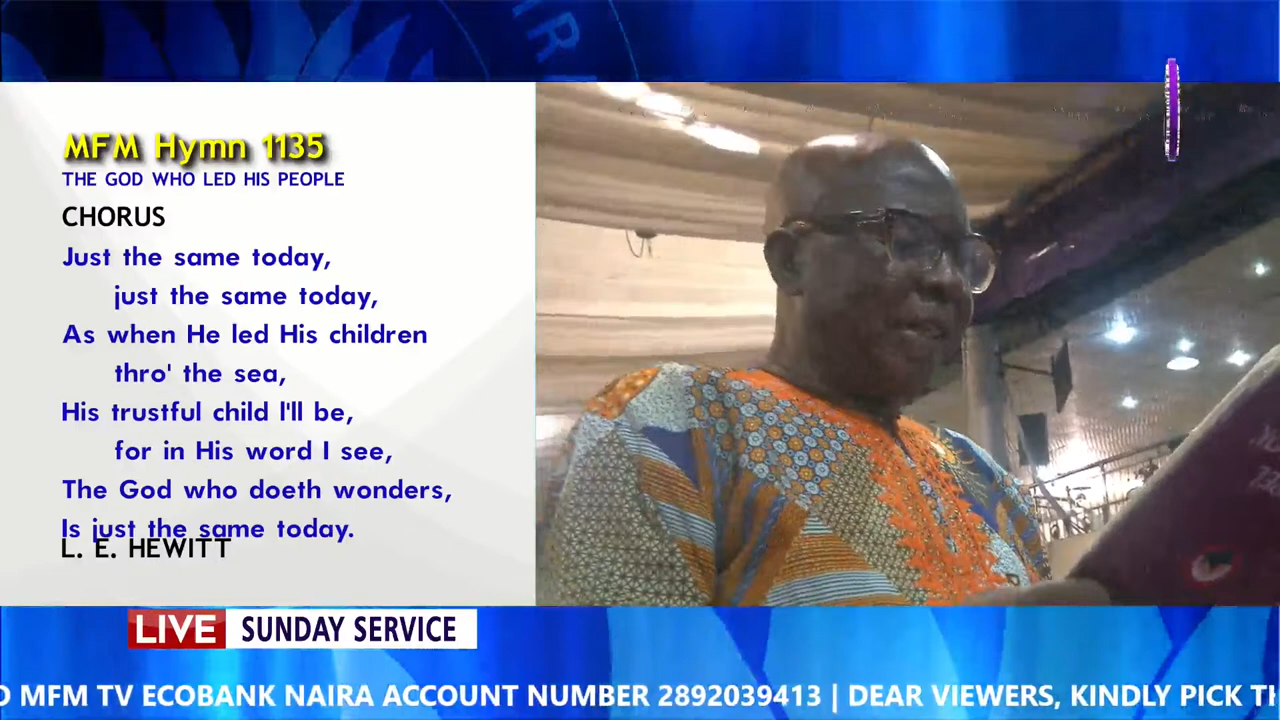 MFM Hymn 1135
THE GOD WHO LED HIS PEOPLE
CHORUS
Just the same today,
just the same today,
As when He led His children
thro' the sea,
His trustful child I'll be,
for in His word I see,
The God who doeth wonders,
Is just the same today.
L. E. HEWITT
LIVE SUNDAY SERVICE
MFM TV ECOBANK NAIRA ACCOUNT NUMBER 2892039413 | DEAR VIEWERS, KINDLY PICK